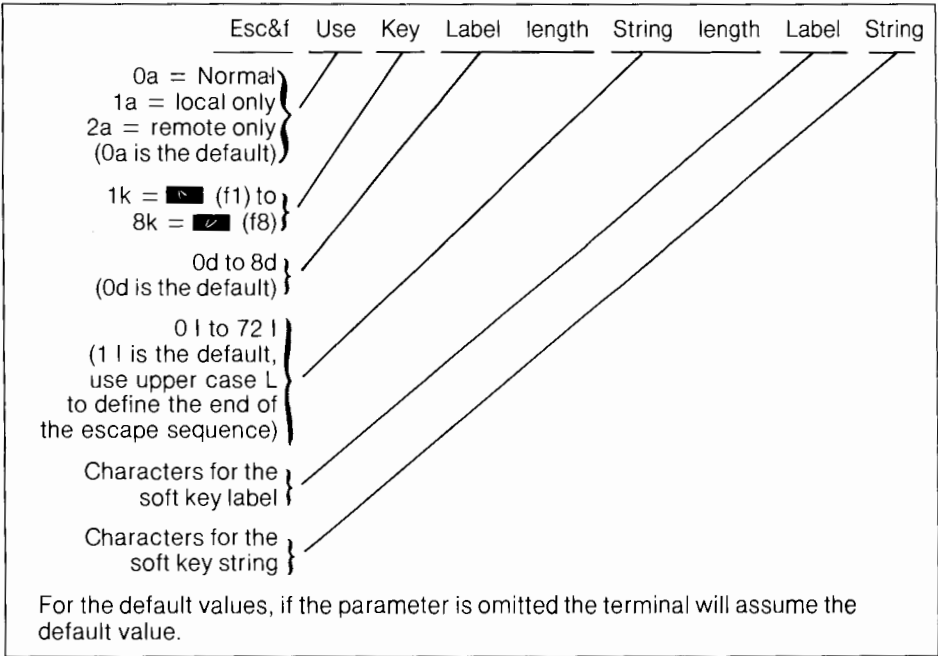 Esc&f Use Key Label length String length Label String
0a = Normal
1a = local only
2a = remote only
(0a is the default)
1k = (f1) to
8k = (f8)
0d to 8d
(0d is the default)
0 l to 72 l
(1 l is the default,
use upper case L
to define the end of
the escape sequence)
Characters for the
soft key label
Characters for the
soft key string
For the default values, if the parameter is omitted the terminal will assume the
default value.